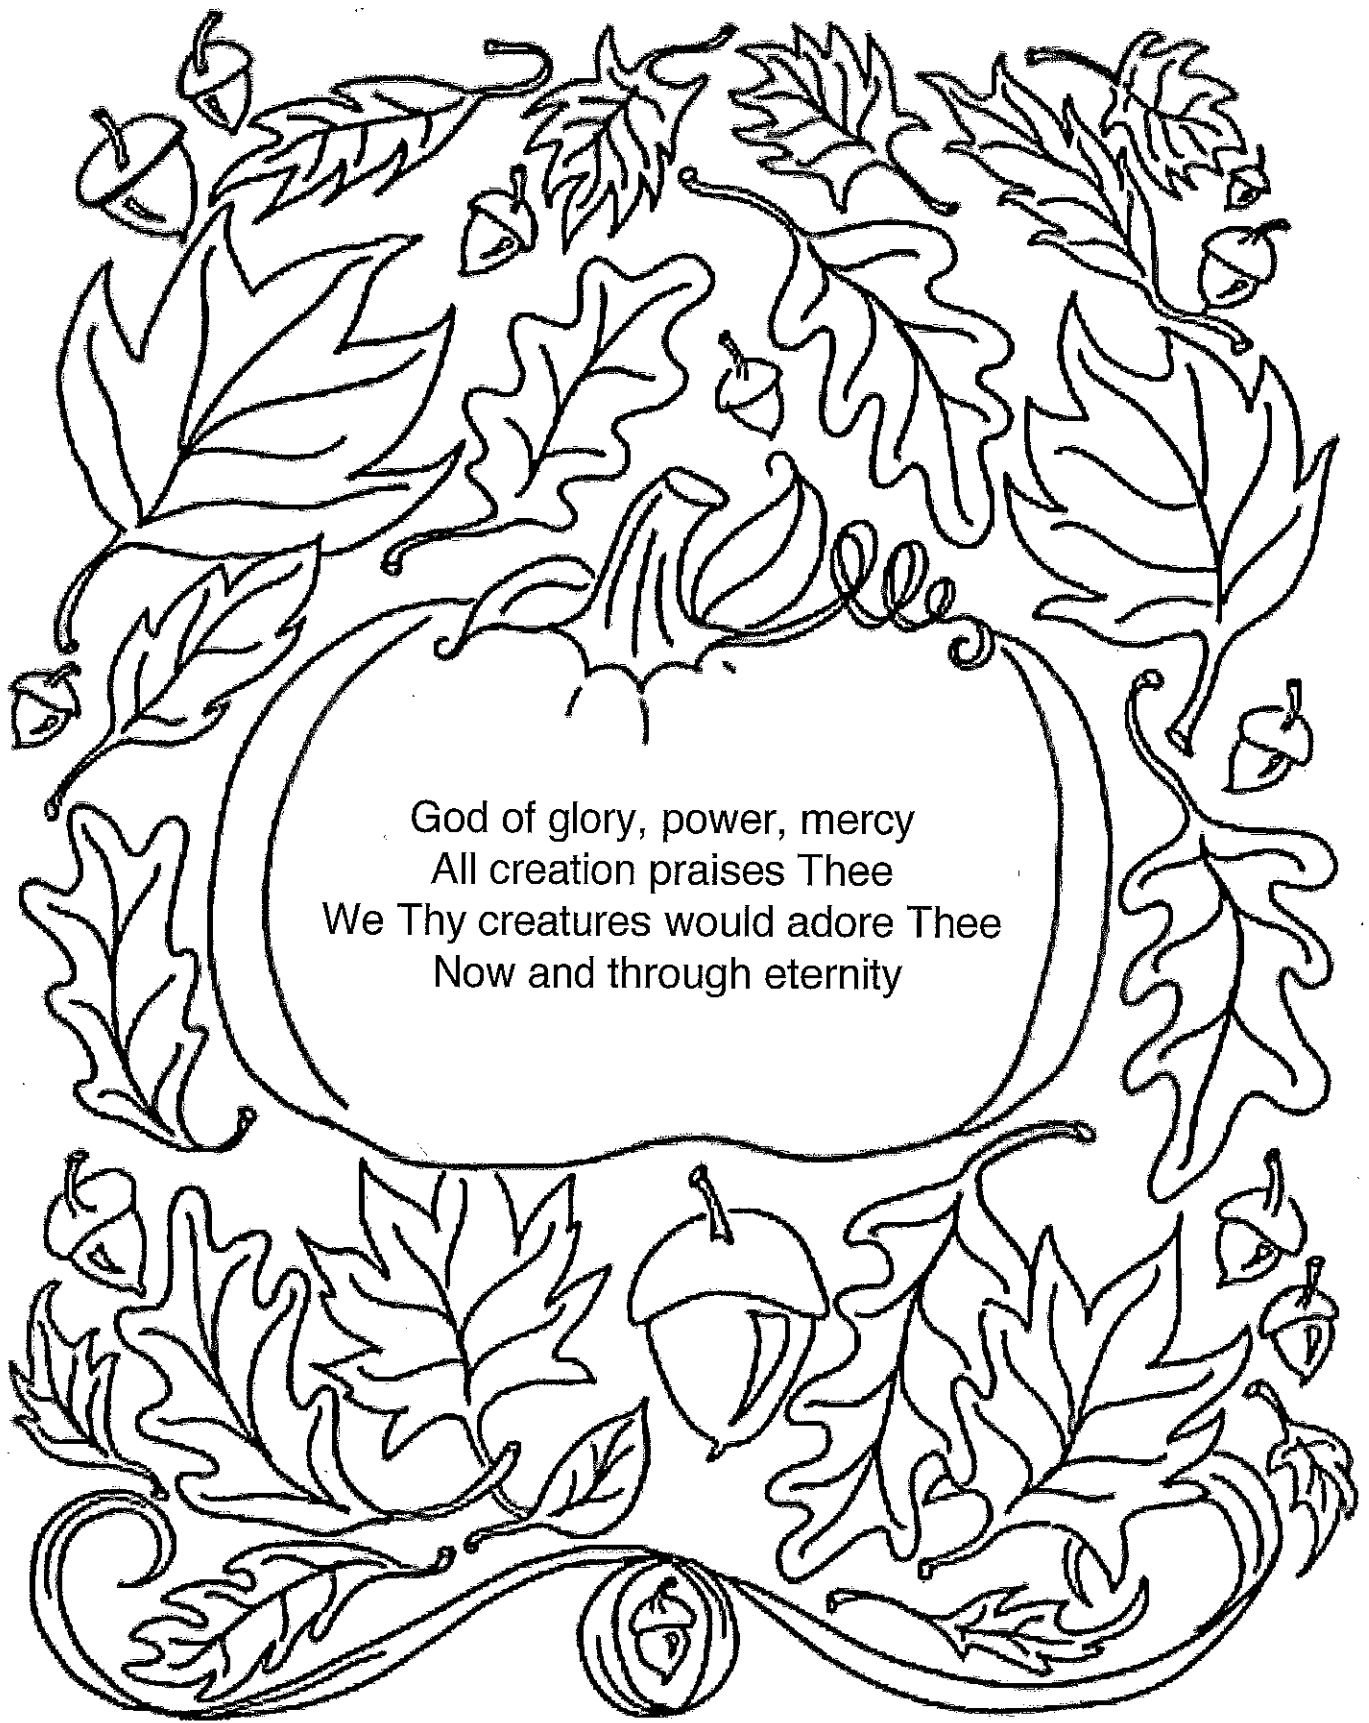 God of glory, power, mercy
All creation praises Thee
We Thy creatures would adore Thee
Now and through eternity